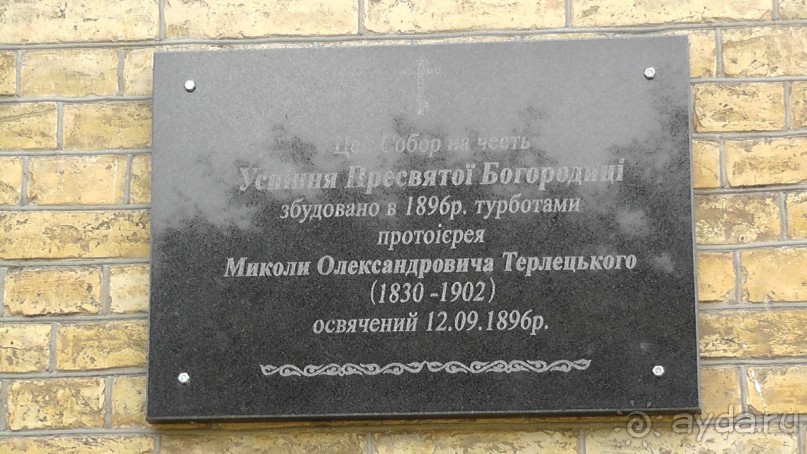 Цей Собор на честь
Успіння Пресвятої Богородиці
збудовано в 1896р. турботами
протоієрея
Миколи Олександровича Терлецького
(1830 -1902)
освячений 12.09.1896р.
ayda.ru